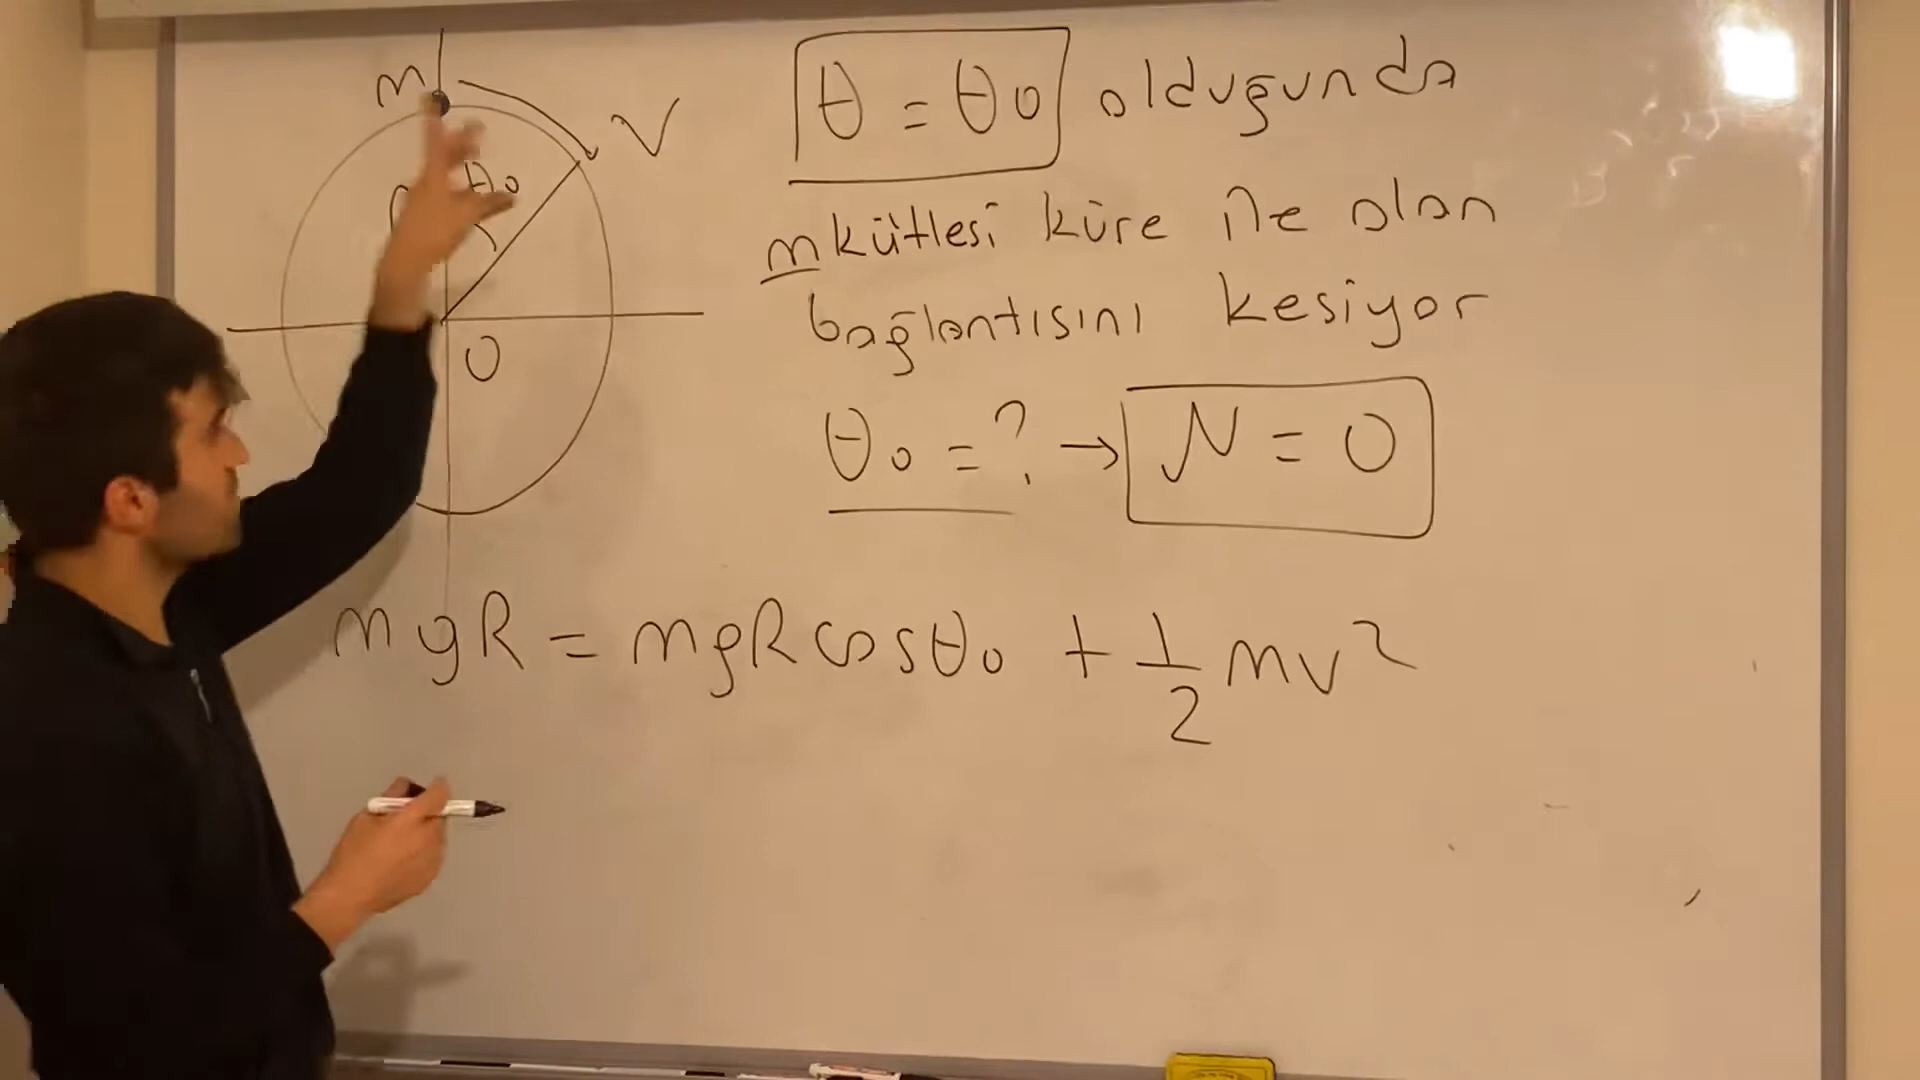 m
V
θ₀
O
θ = θ₀ olduğunda
m kütlesi küre ile olan
bağlantısını kesiyor
θ₀ = ? → N = 0
mgR = mgRcosθ₀ + 1/2 mv²